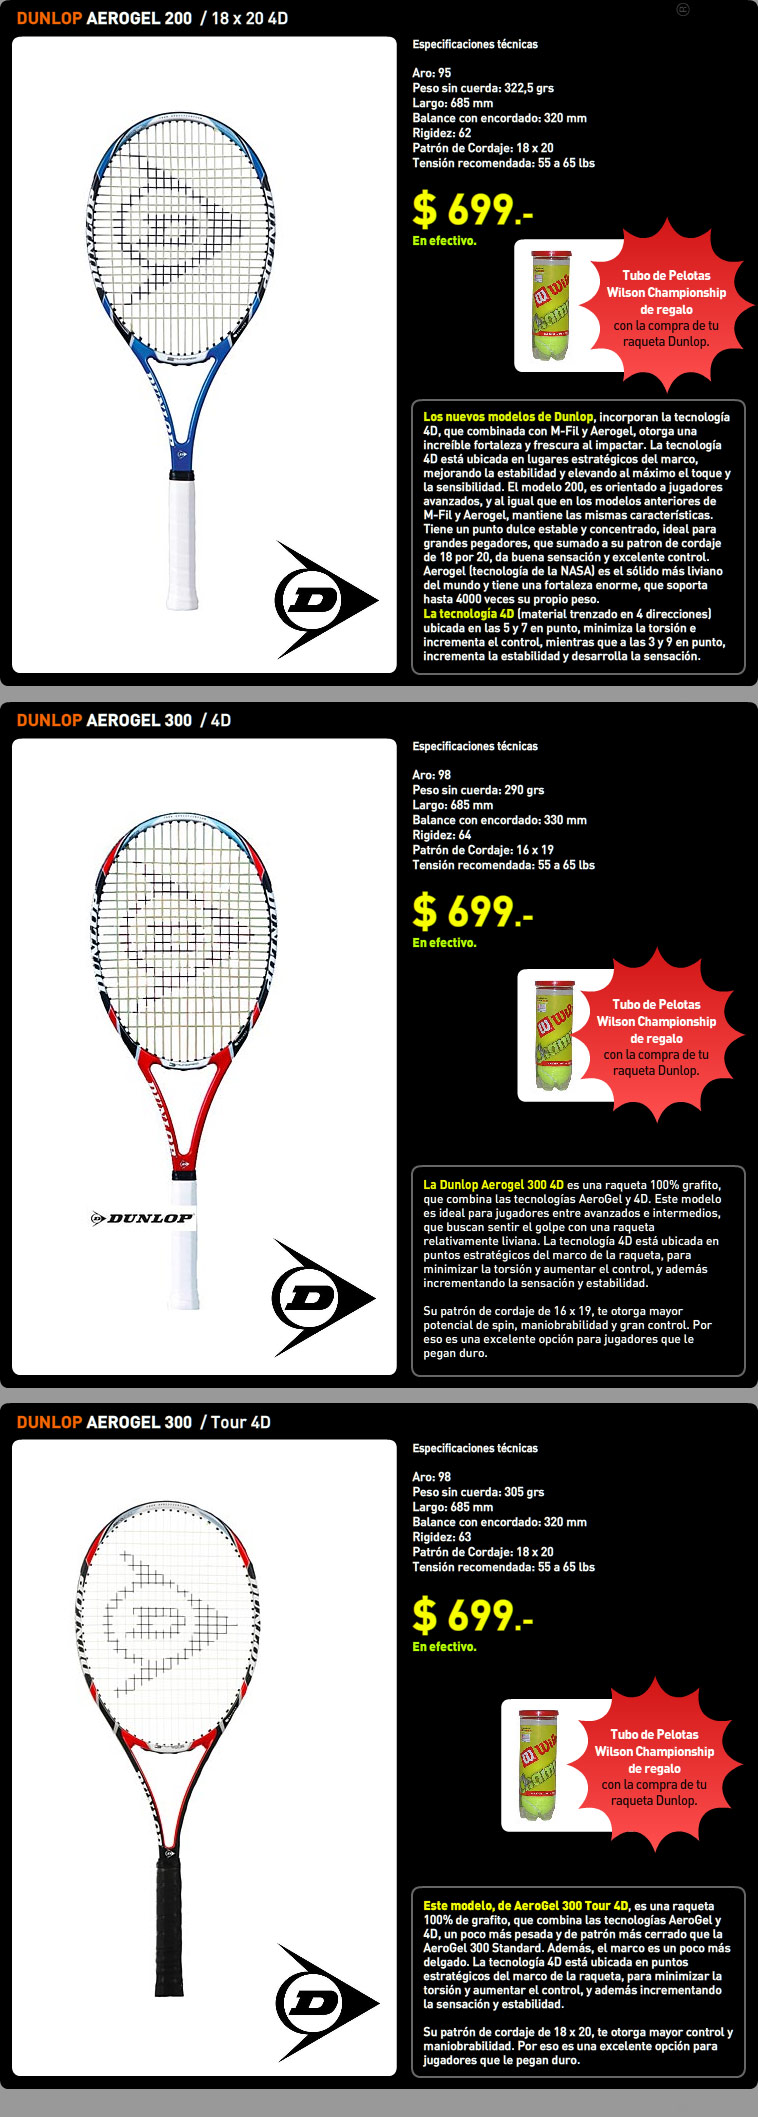 DUNLOP AEROGEL 200 / 18 x 20 4D
Especificaciones técnicas
Aro: 95
Peso sin cuerda: 322,5 grs
Largo: 685 mm
Balance con encordado: 320 mm
Rigidez: 62
Patrón de Cordaje: 18 x 20
Tensión recomendada: 55 a 65 lbs
$ 699.-
En efectivo.
Tubo de Pelotas
Wilson Championship
de regalo
con la compra de tu
raqueta Dunlop.
Los nuevos modelos de Dunlop, incorporan la tecnología
4D, que combinada con M-Fil y Aerogel, otorga una
increíble fortaleza y frescura al impactar. La tecnología
4D está ubicada en lugares estratégicos del marco,
mejorando la estabilidad y elevando al máximo el toque y
la sensibilidad. El modelo 200, es orientado a jugadores
avanzados, y al igual que en los modelos anteriores de
M-Fil y Aerogel, mantiene las mismas características.
Tiene un punto dulce estable y concentrado, ideal para
grandes pegadores, que sumado a su patron de cordaje
de 18 por 20, da buena sensación y excelente control.
Aerogel (tecnología de la NASA) es el sólido más liviano
del mundo y tiene una fortaleza enorme, que soporta
hasta 4000 veces su propio peso.
La tecnología 4D (material trenzado en 4 direcciones)
ubicada en las 5 y 7 en punto, minimiza la torsión e
incrementa el control, mientras que a las 3 y 9 en punto,
incrementa la estabilidad y desarrolla la sensación.
D
DUNLOP AEROGEL 300 / 4D
Especificaciones técnicas
Aro: 98
Peso sin cuerda: 290 grs
Largo: 685 mm
Balance con encordado: 330 mm
Rigidez: 64
Patrón de Cordaje: 16 x 19
Tensión recomendada: 55 a 65 lbs
$ 699.-
En efectivo.
Tubo de Pelotas
Wilson Championship
de regalo
con la compra de tu
raqueta Dunlop.
La Dunlop Aerogel 300 4D es una raqueta 100% grafito,
que combina las tecnologías AeroGel y 4D. Este modelo
es ideal para jugadores entre avanzados e intermedios,
que buscan sentir el golpe con una raqueta
relativamente liviana. La tecnología 4D está ubicada en
puntos estratégicos del marco de la raqueta, para
minimizar la torsión y aumentar el control, y además
incrementando la sensación y estabilidad.
Su patrón de cordaje de 16 x 19, te otorga mayor
potencial de spin, maniobrabilidad y gran control. Por
eso es una excelente opción para jugadores que le
pegan duro.
DUNLOP
D
DUNLOP AEROGEL 300 / Tour 4D
Especificaciones técnicas
Aro: 98
Peso sin cuerda: 305 grs
Largo: 685 mm
Balance con encordado: 320 mm
Rigidez: 63
Patrón de Cordaje: 18 x 20
Tensión recomendada: 55 a 65 lbs
$ 699.-
En efectivo.
Tubo de Pelotas
Wilson Championship
de regalo
con la compra de tu
raqueta Dunlop.
Este modelo, de AeroGel 300 Tour 4D, es una raqueta
100% de grafito, que combina las tecnologías AeroGel y
4D, un poco más pesada y de patrón más cerrado que la
AeroGel 300 Standard. Además, el marco es un poco más
delgado. La tecnología 4D está ubicada en puntos
estratégicos del marco de la raqueta, para minimizar la
torsión y aumentar el control, y además incrementando
la sensación y estabilidad.
Su patrón de cordaje de 18 x 20, te otorga mayor control y
maniobrabilidad. Por eso es una excelente opción para
jugadores que le pegan duro.
D